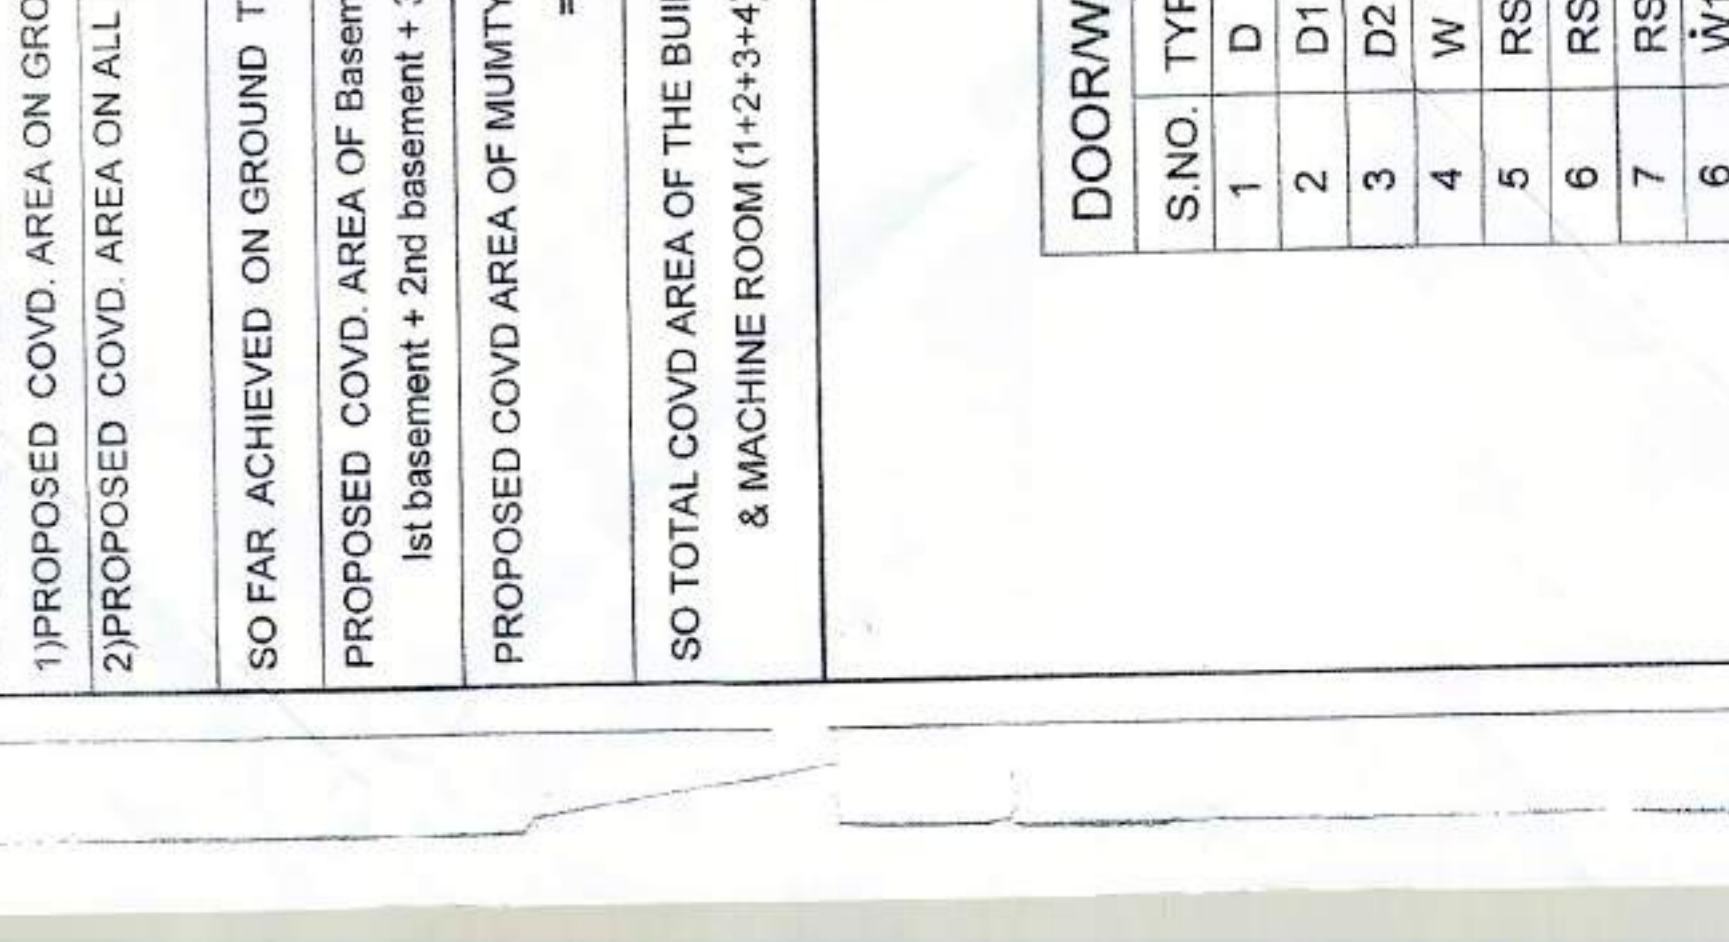 1)PROPOSED COVD. AREA ON GRO
2)PROPOSED COVD. AREA ON ALL
SO FAR ACHIEVED ON GROUND T
PROPOSED COVD. AREA OF Basem
Ist basement + 2nd basement + 3
PROPOSED COVD AREA OF MUMTY
=
SO TOTAL COVD AREA OF THE BUI
& MACHINE ROOM (1+2+3+4)
DOOR/W
S.NO. TYP
1 D
2 D1
3 D2
4 W
5 RS
6 RS
7 RS
6 W1